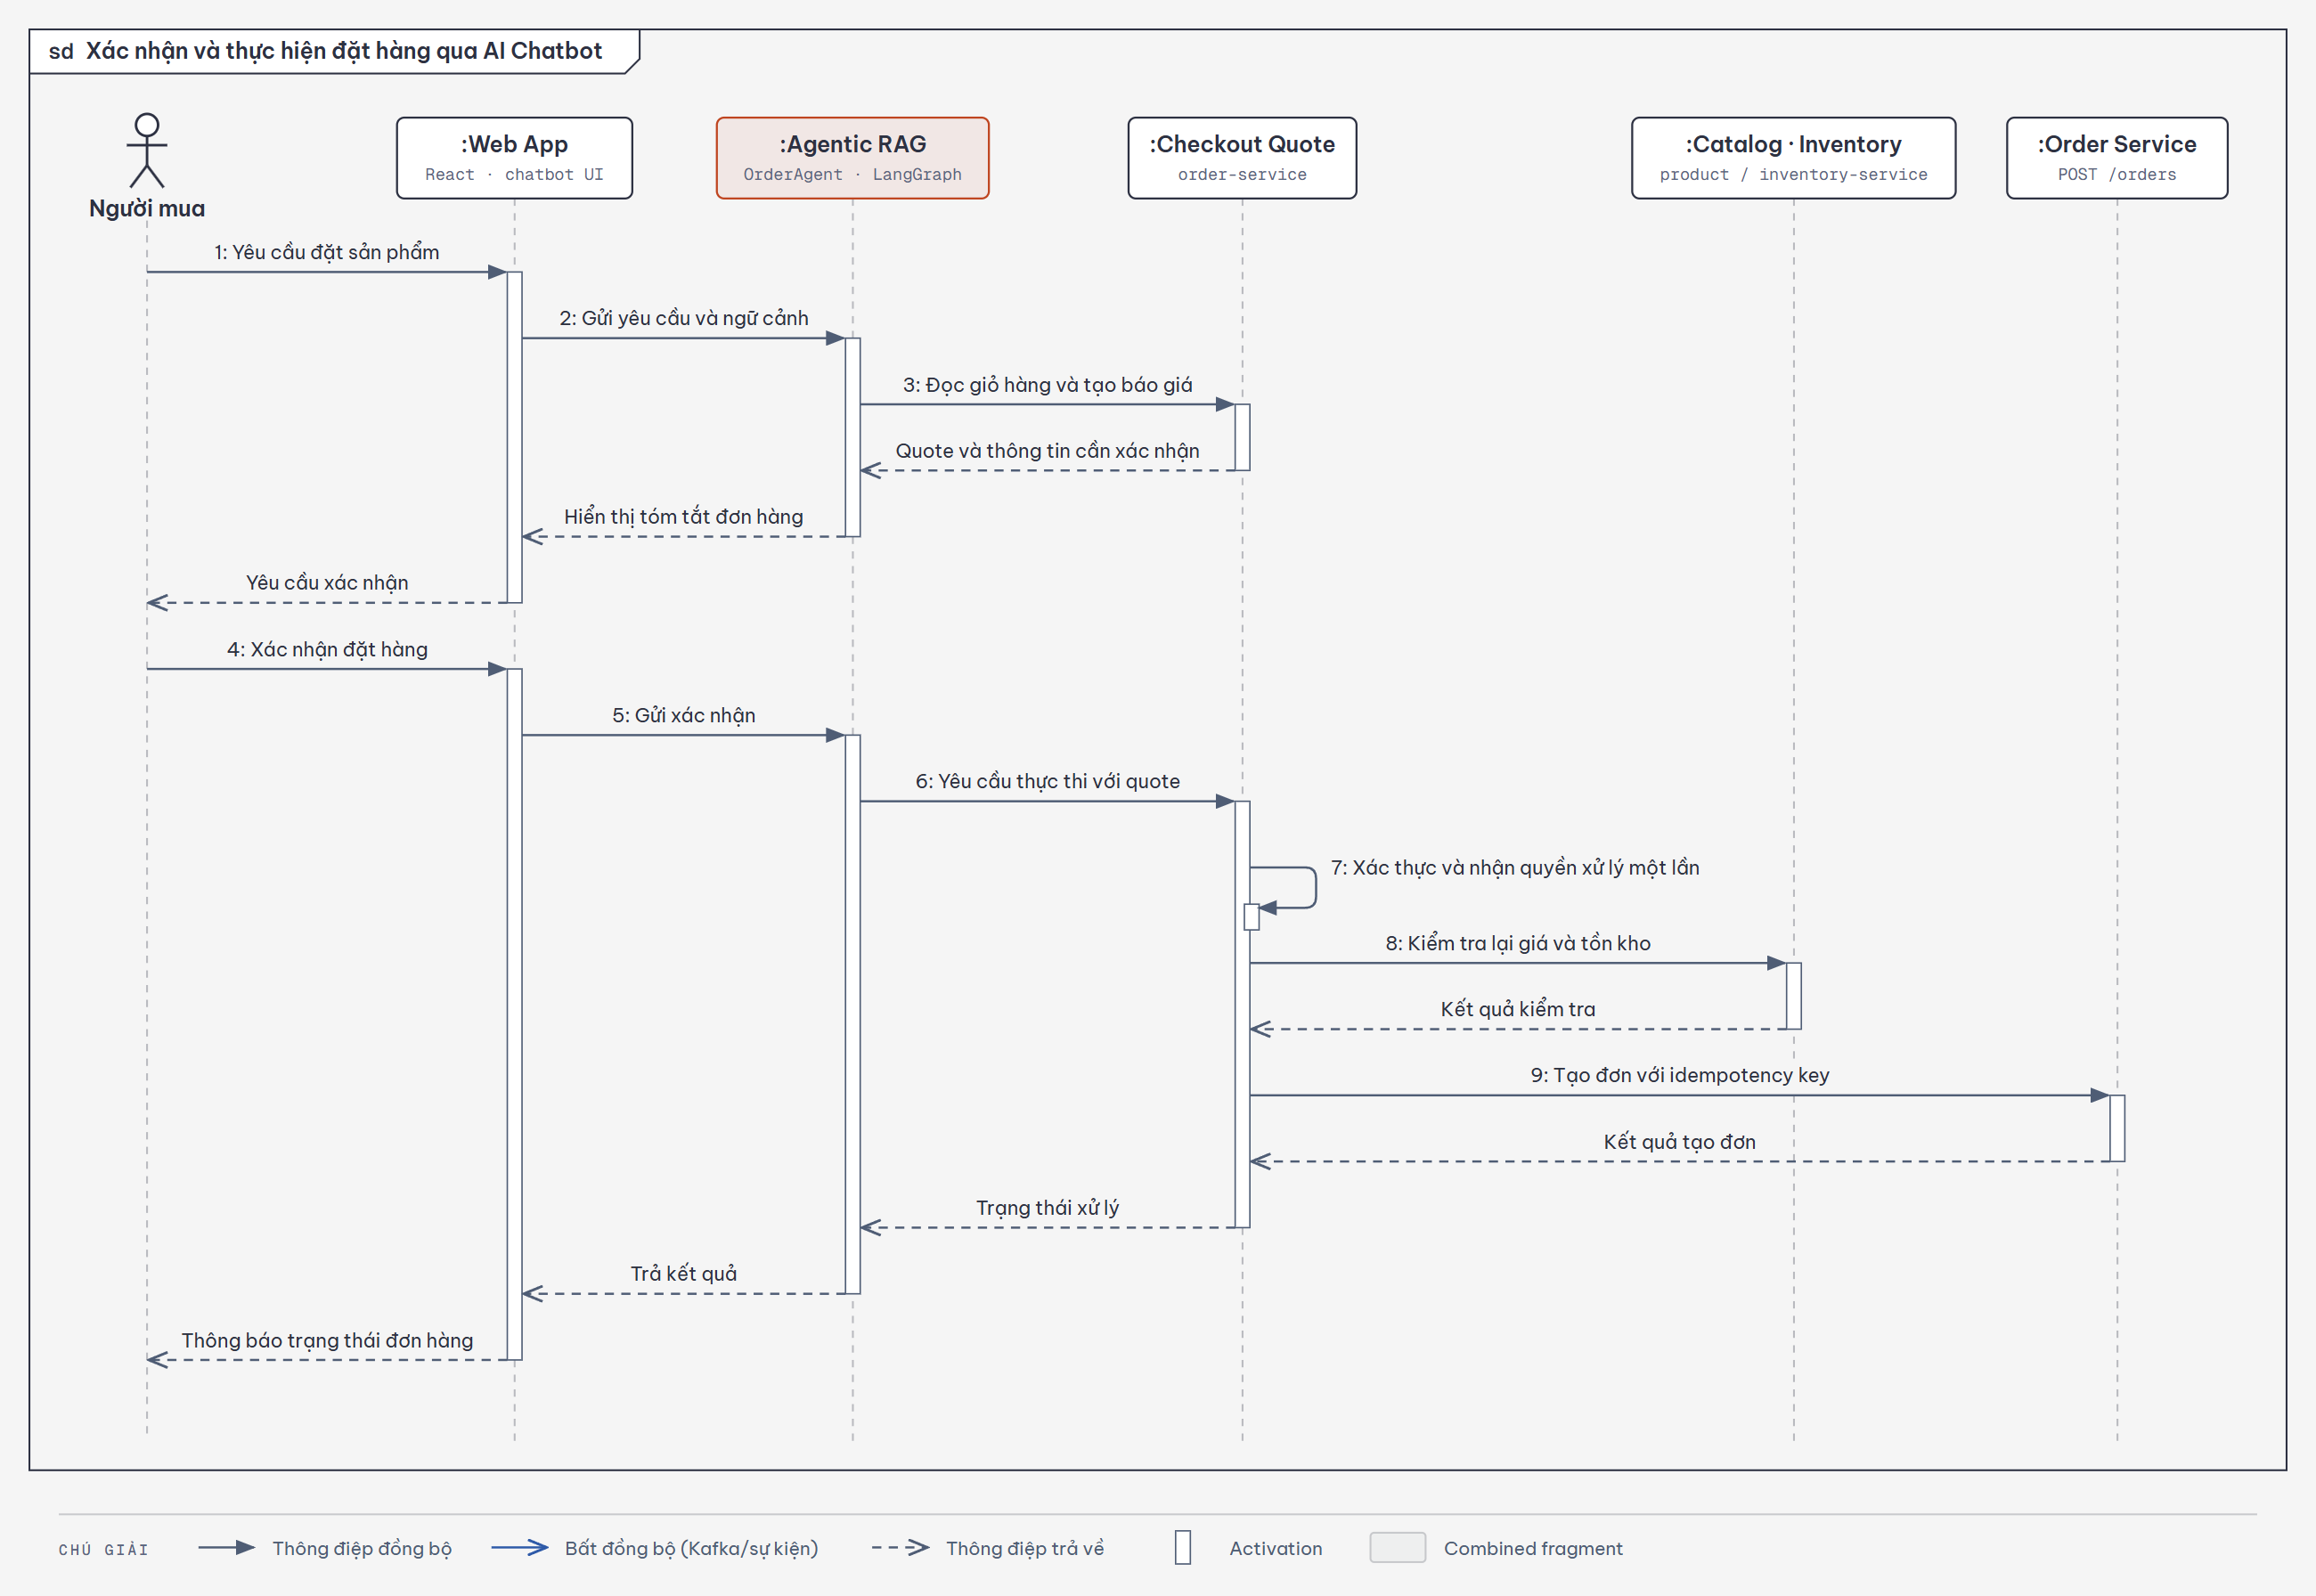 sd Xác nhận và thực hiện đặt hàng qua AI Chatbot
Người mua
:Web App
React · chatbot UI
:Agentic RAG
OrderAgent · LangGraph
:Checkout Quote
order-service
:Catalog · Inventory
product / inventory-service
:Order Service
POST /orders
1: Yêu cầu đặt sản phẩm
2: Gửi yêu cầu và ngữ cảnh
3: Đọc giỏ hàng và tạo báo giá
Quote và thông tin cần xác nhận
Hiển thị tóm tắt đơn hàng
Yêu cầu xác nhận
4: Xác nhận đặt hàng
5: Gửi xác nhận
6: Yêu cầu thực thi với quote
7: Xác thực và nhận quyền xử lý một lần
8: Kiểm tra lại giá và tồn kho
Kết quả kiểm tra
9: Tạo đơn với idempotency key
Kết quả tạo đơn
Trạng thái xử lý
Trả kết quả
Thông báo trạng thái đơn hàng
CHÚ GIẢI
Thông điệp đồng bộ
Bất đồng bộ (Kafka/sự kiện)
Thông điệp trả về
Activation
Combined fragment